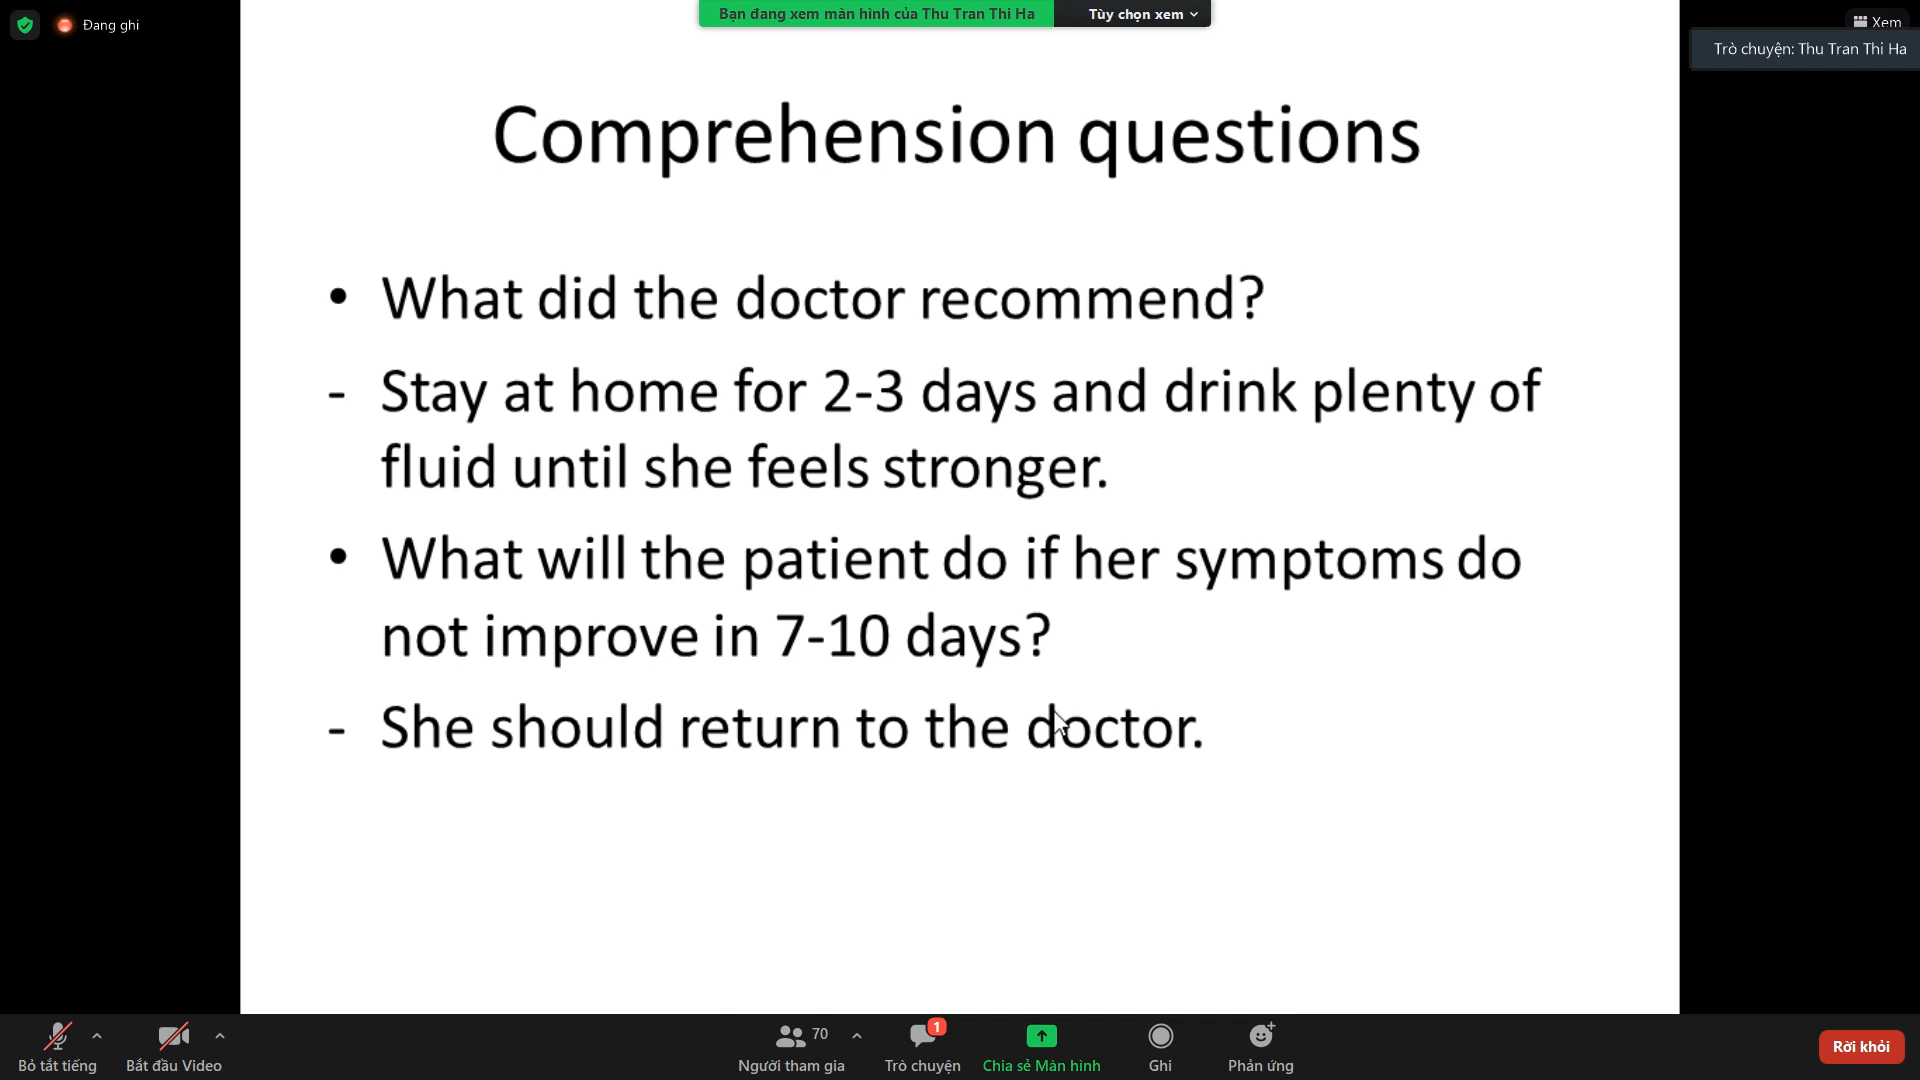 Đang ghi
Bạn đang xem màn hình của Thu Tran Thi Ha
Tùy chọn xem
Xem
Trò chuyện: Thu Tran Thi Ha
Comprehension questions
• What did the doctor recommend?
- Stay at home for 2-3 days and drink plenty of
fluid until she feels stronger.
• What will the patient do if her symptoms do
not improve in 7-10 days?
- She should return to the doctor.
Bỏ tắt tiếng
Bắt đầu Video
70
Người tham gia
1
Trò chuyện
Chia sẻ Màn hình
Ghi
Phản ứng
Rời khỏi